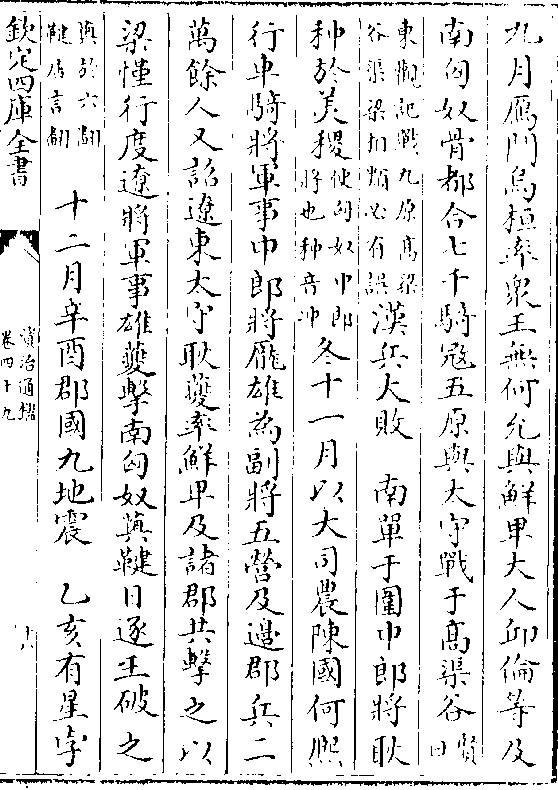 九月雁門烏桓率衆王無何允與鮮卑大人邱倫等及
南匈奴骨都合七千騎寇五原與太守戰于髙渠谷賢曰
東觀記戰九原髙梁谷渠梁相類必有誤漢兵大敗　南單于圍中郎將耿
种於美稷使匈奴中郎將也种音冲冬十一月以大司農陳國何熈
行車騎將軍事中郎將龎雄為副將五營及邊郡兵二
萬餘人又詔遼東太守耿夔率鮮卑及諸郡共擊之以
梁慬行度遼將軍事雄夔擊南匈奴薁鞬日逐王破之
薁於六翻鞬居言翻　十二月辛酉郡國九地震　乙亥有星孛
欽定四庫全書
資治通鑑
卷四十九
十八